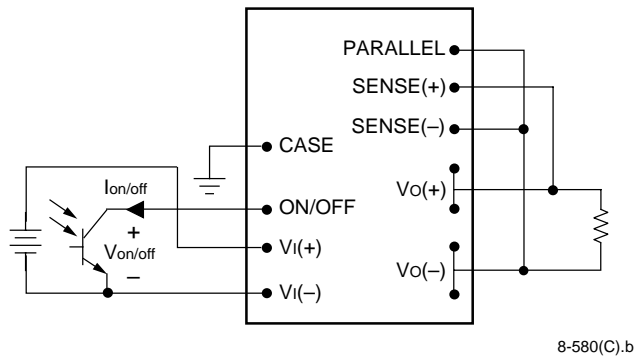 PARALLEL
SENSE(+)
SENSE(–)
CASE
VO(+)
Ion/off
ON/OFF
+
Von/off
VI(+)
–
VO(–)
VI(–)
8-580(C).b